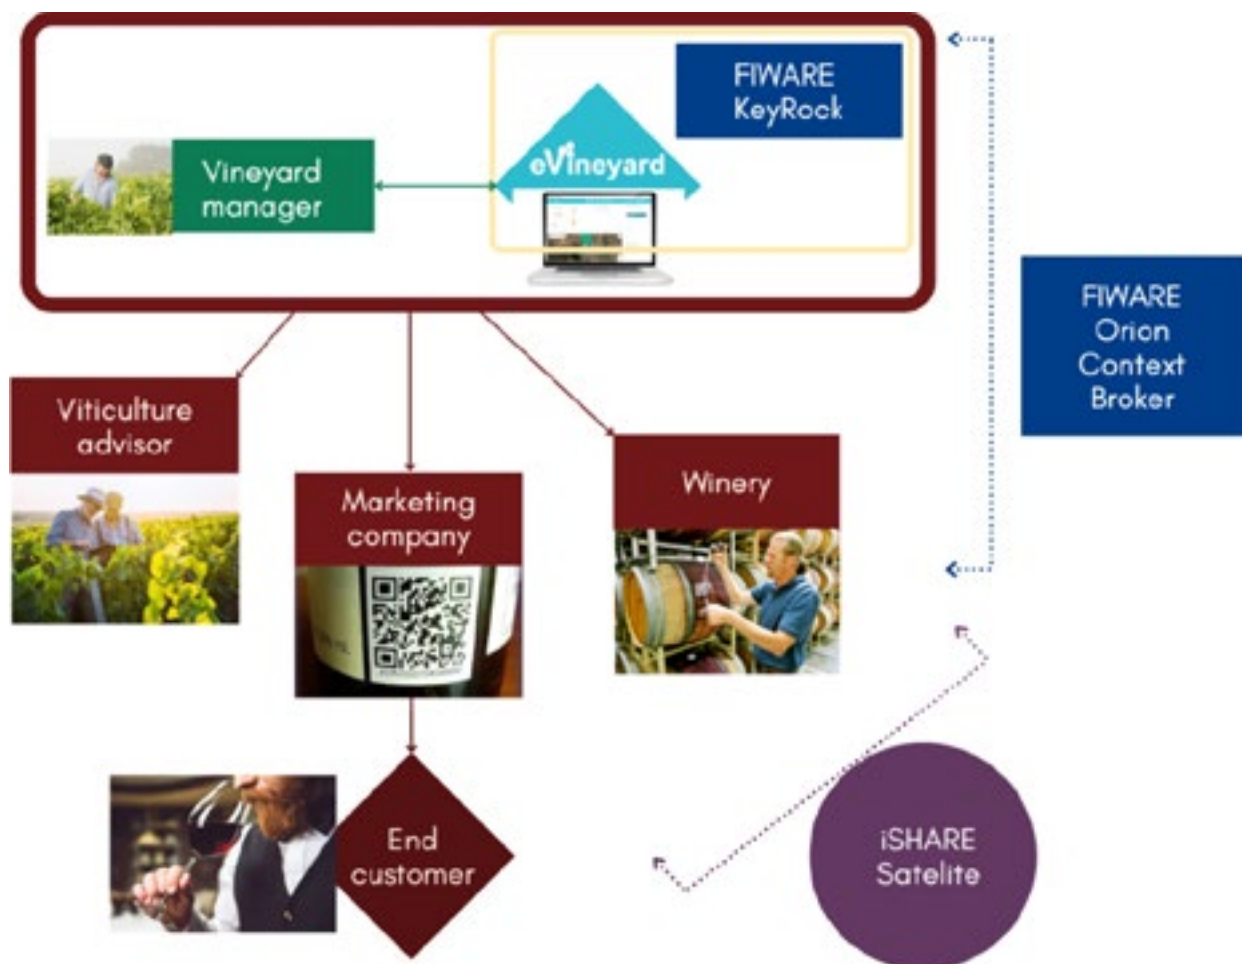 FIWARE
KeyRock
eVineyard
Vineyard
manager
FIWARE
Orion
Context
Broker
Viticulture
advisor
Marketing
company
Winery
End
customer
iSHARE
Satelite